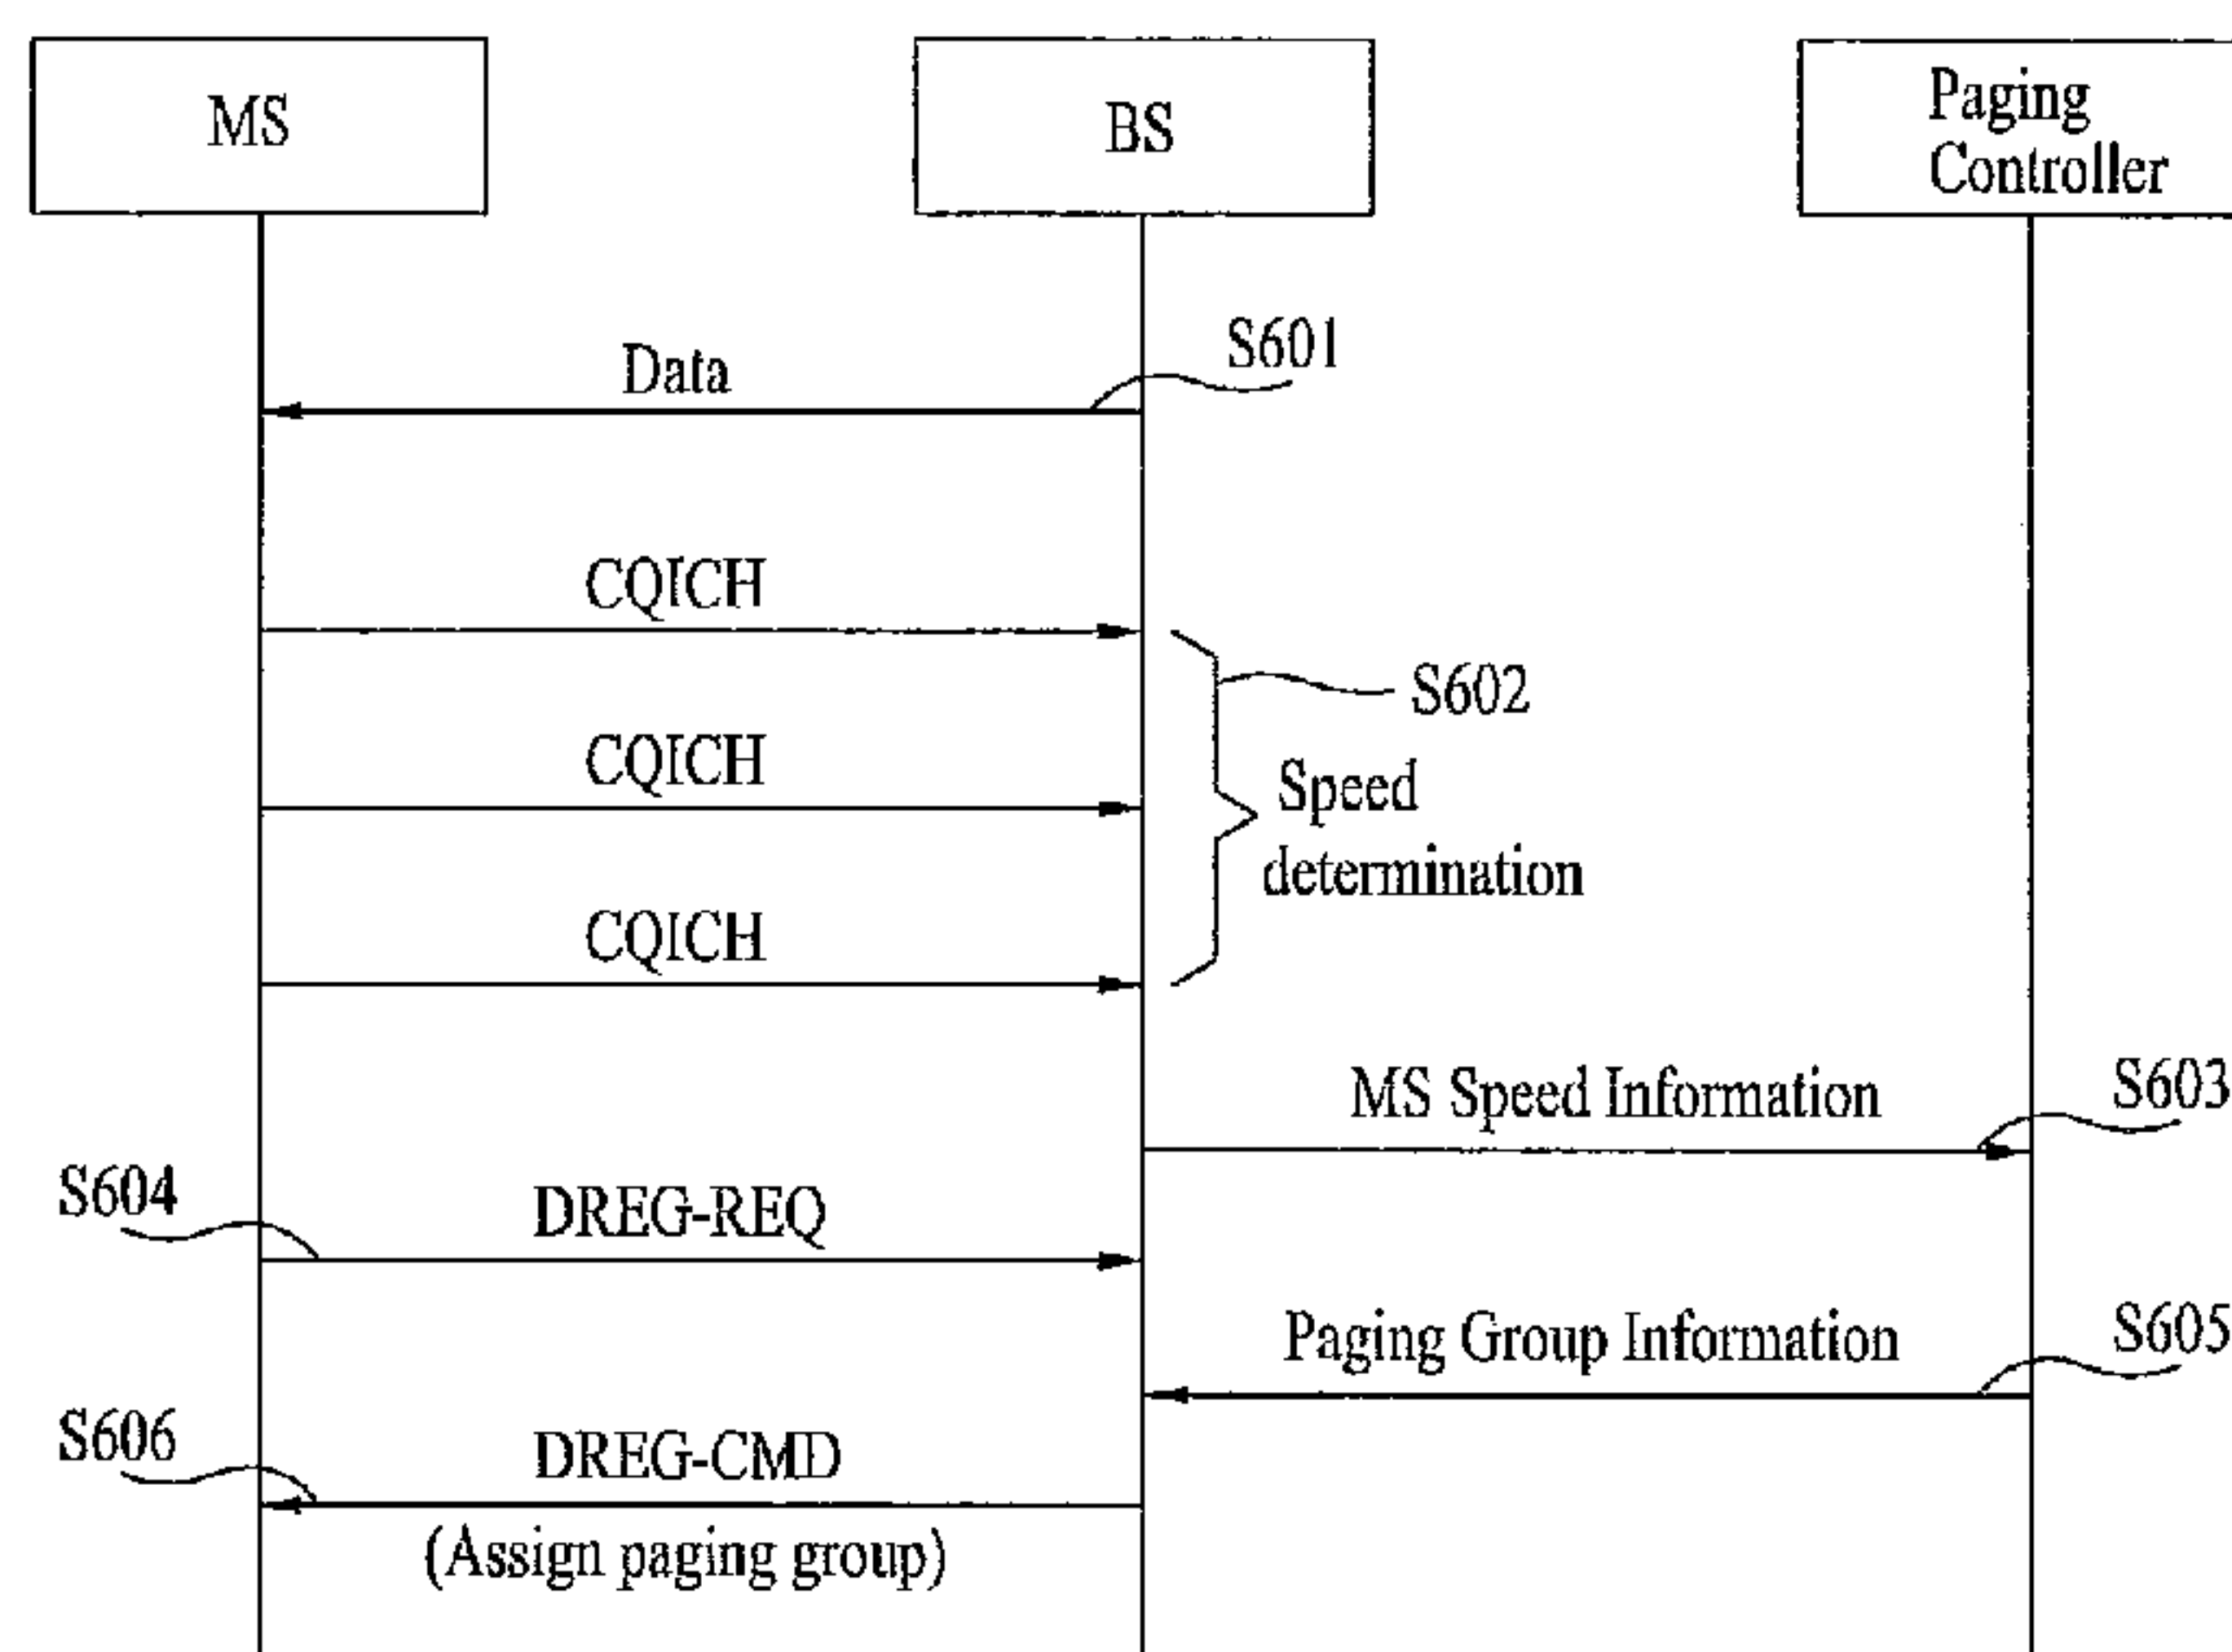 MS
BS
Paging
Controller
Data
S601
CQICH
S602
CQICH
Speed
determination
CQICH
MS Speed Information
S603
S604
DREG-REQ
Paging Group Information
S605
S606
DREG-CMD
(Assign paging group)